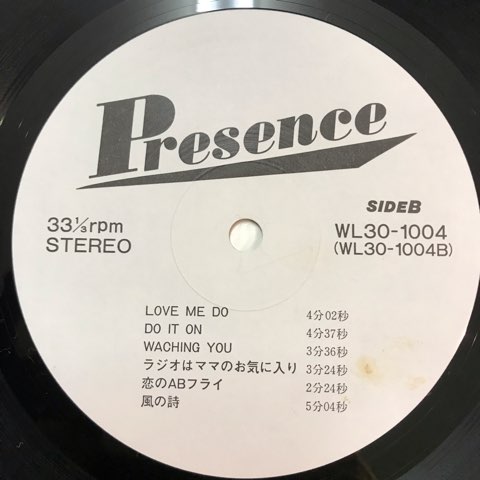 Presence
33⅓rpm
STEREO
SIDEB
WL30-1004
(WL30-1004B)
LOVE ME DO 4分02秒
DO IT ON 4分37秒
WACHING YOU 3分36秒
ラジオはママのお気に入り 3分24秒
恋のABフライ 2分24秒
風の詩 5分04秒